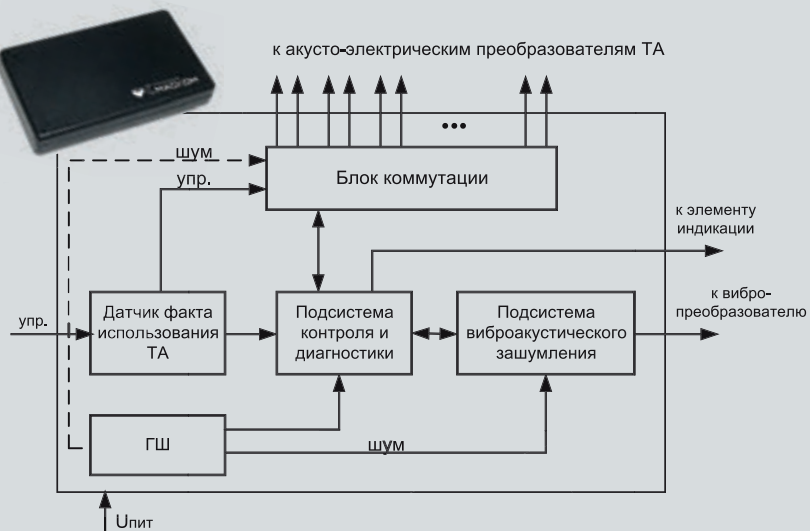 к акусто-электрическим преобразователям ТА
шум
упр.
Блок коммутации
•••
к элементу
индикации
упр.
Датчик факта
использования
ТА
Подсистема
контроля и
диагностики
Подсистема
виброакустического
зашумления
к вибро-
преобразователю
ГШ
шум
Uпит